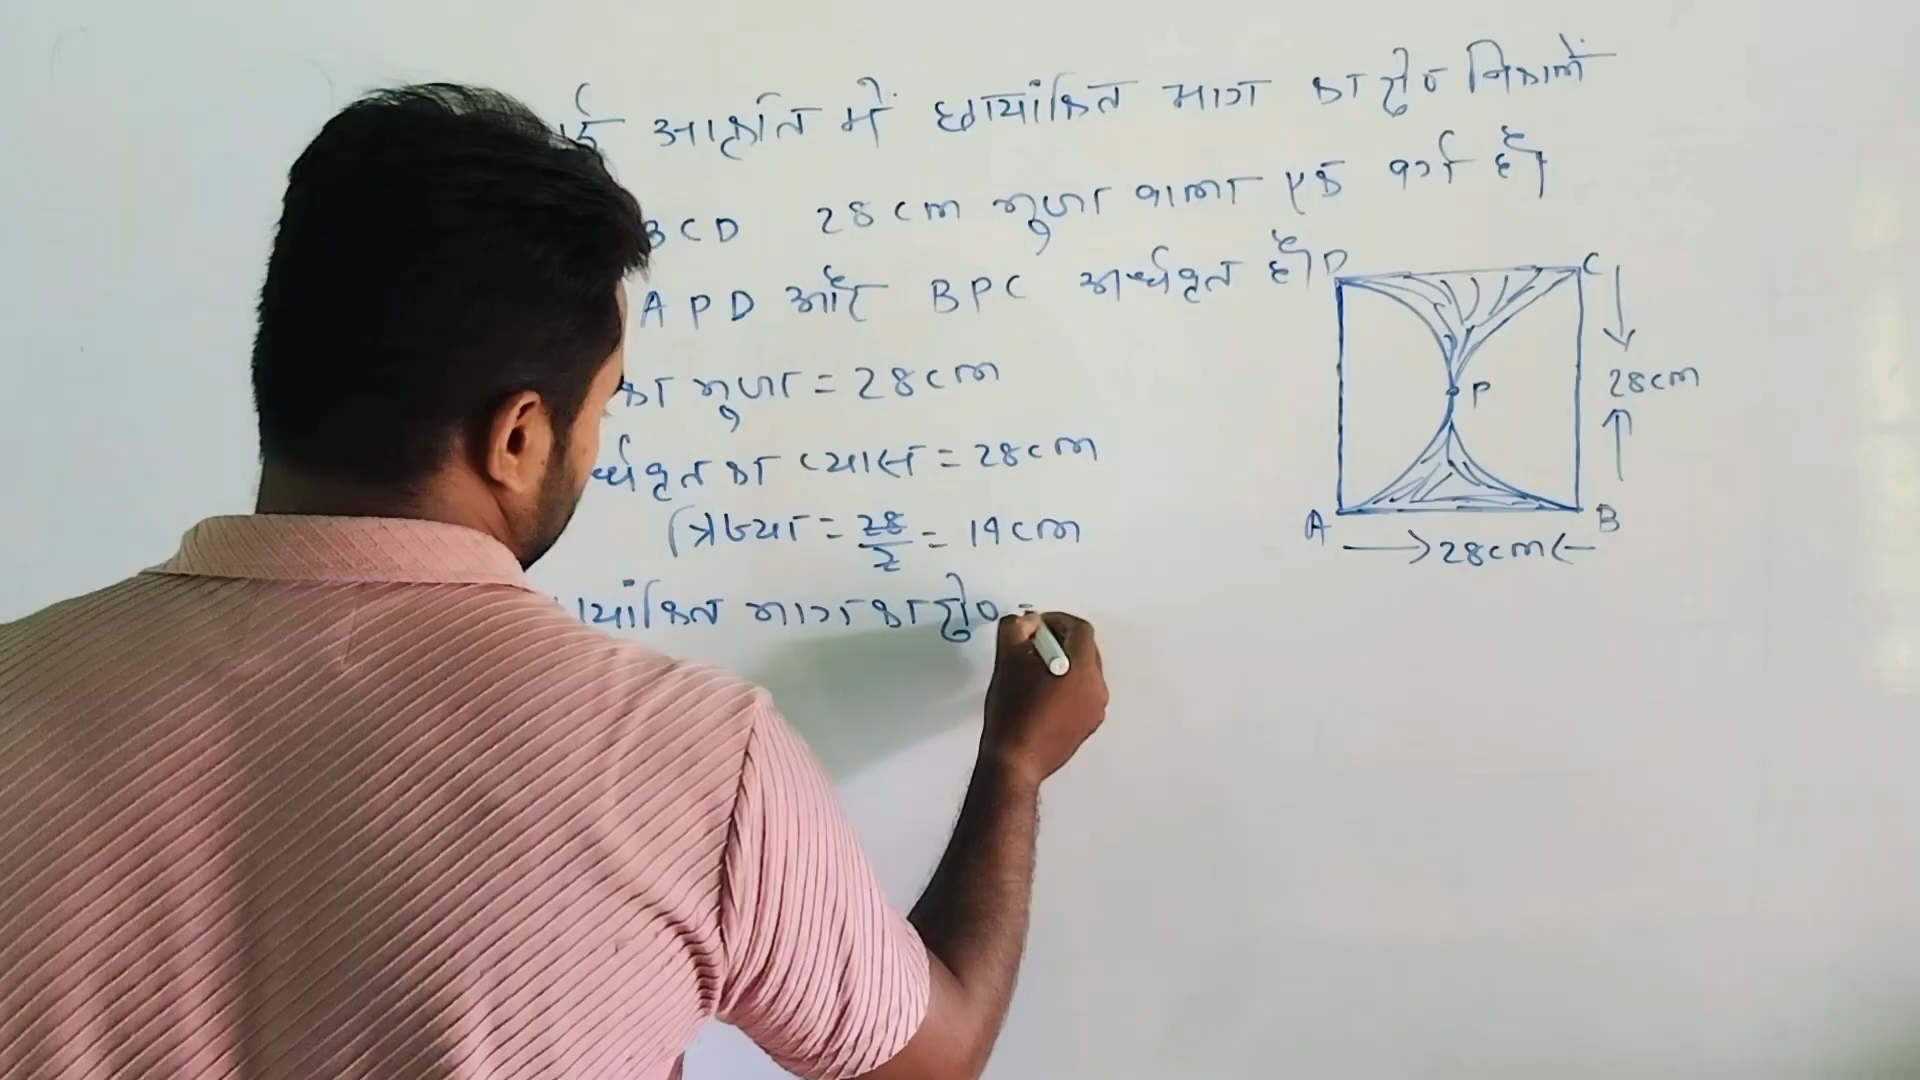 आकृति में छायांकित भाग का क्षे० निकालें
BCD 28cm भुजा वाला एक वर्ग है।
APD और BPC अर्धवृत है।
का भुजा = 28cm
र्धवृत का व्यास = 28cm
त्रिज्या = 28/2 = 14cm
यांकित भाग का क्षे० =
D
C
28cm
P
A
B
28cm